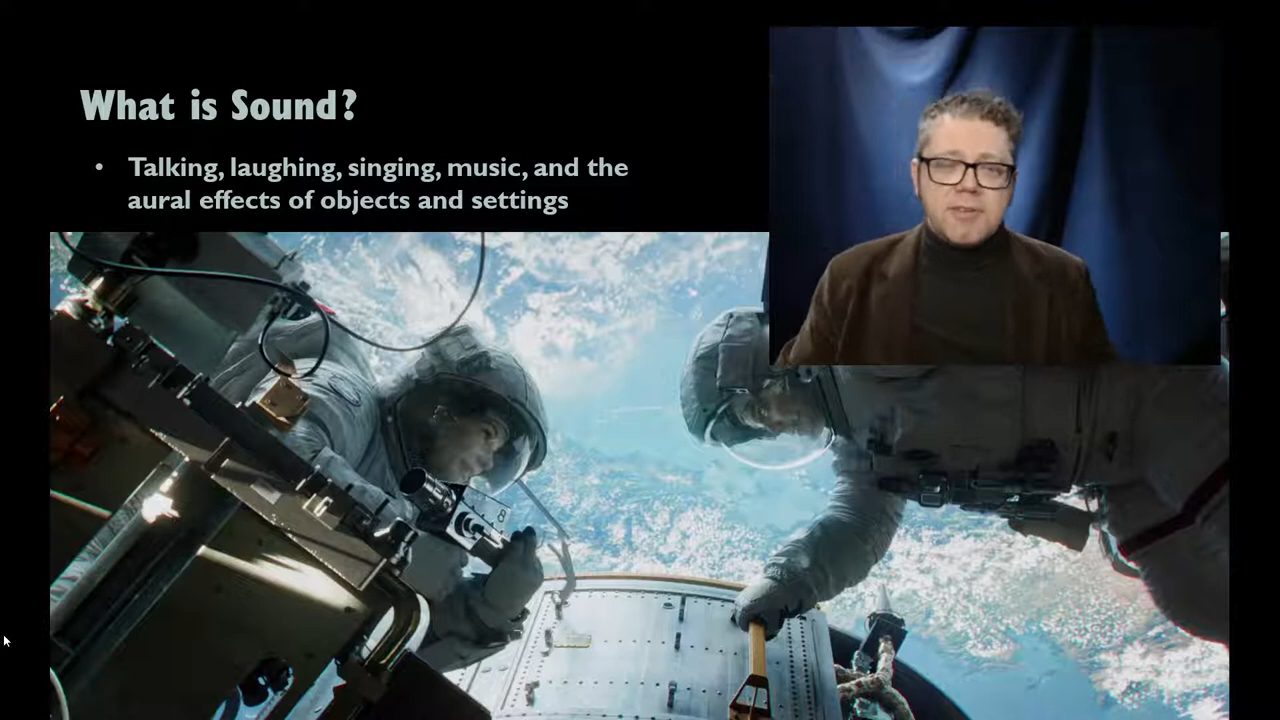 What is Sound?
• Talking, laughing, singing, music, and the
aural effects of objects and settings